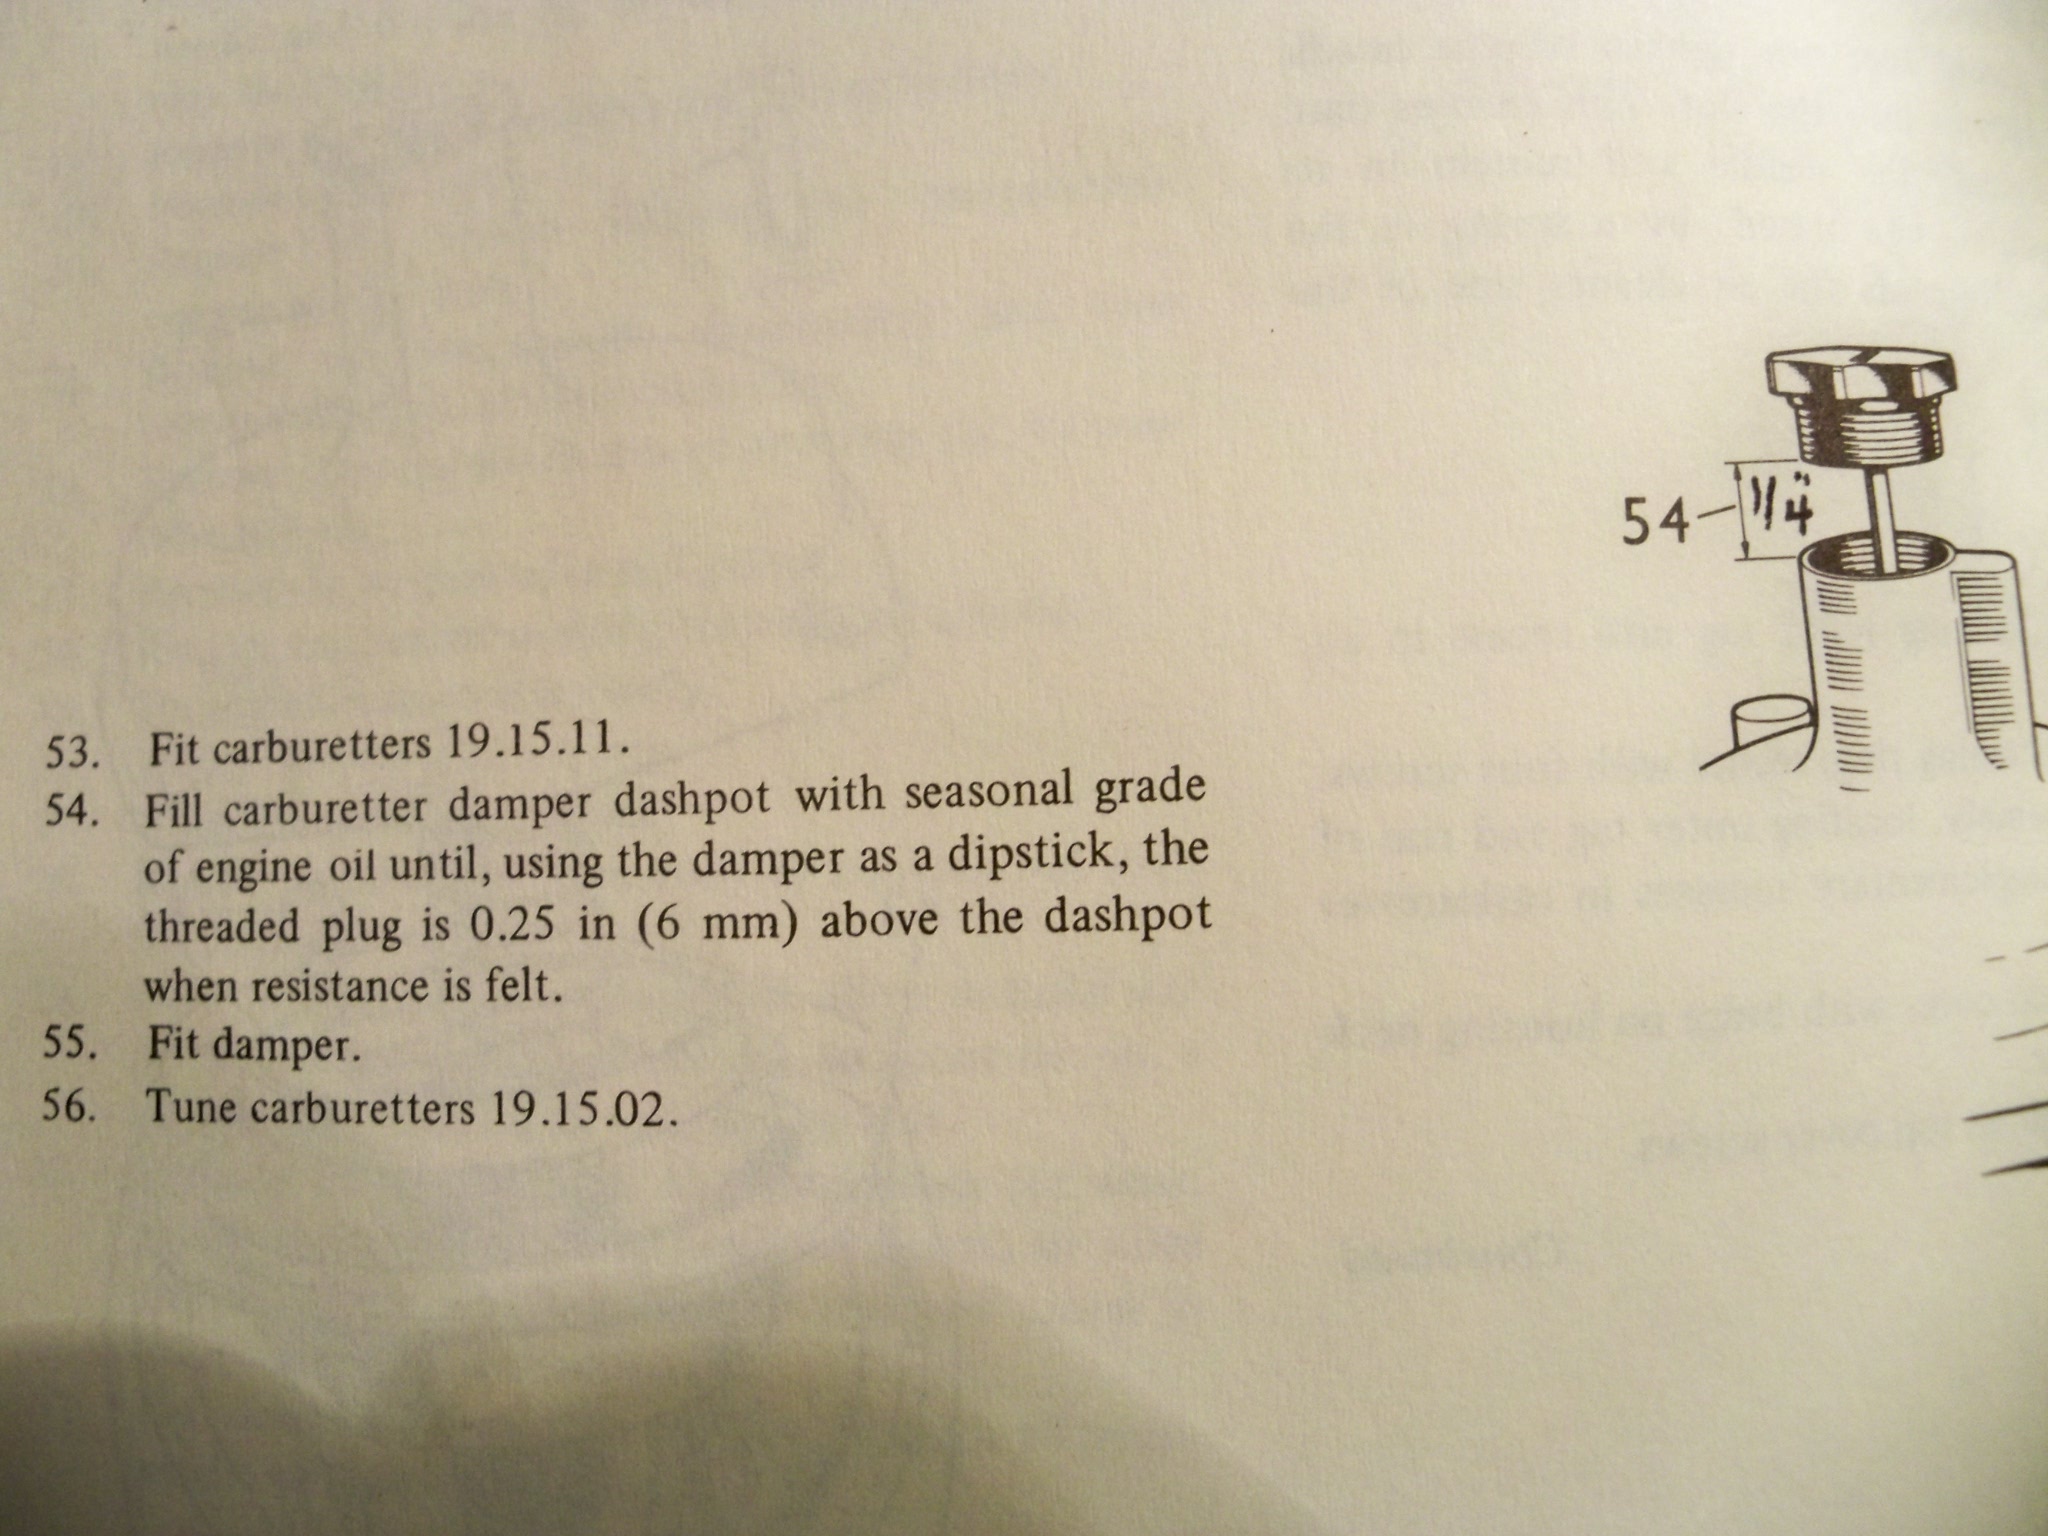 53. Fit carburetters 19.15.11.
54. Fill carburetter damper dashpot with seasonal grade
of engine oil until, using the damper as a dipstick, the
threaded plug is 0.25 in (6 mm) above the dashpot
when resistance is felt.
55. Fit damper.
56. Tune carburetters 19.15.02.
54
1/4"